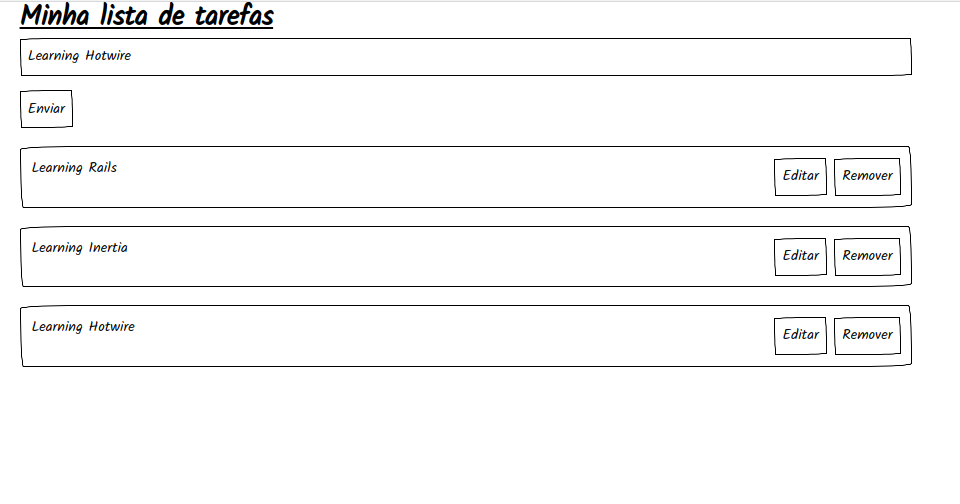 Minha lista de tarefas
Learning Hotwire
Enviar
Learning Rails Editar Remover
Learning Inertia Editar Remover
Learning Hotwire Editar Remover